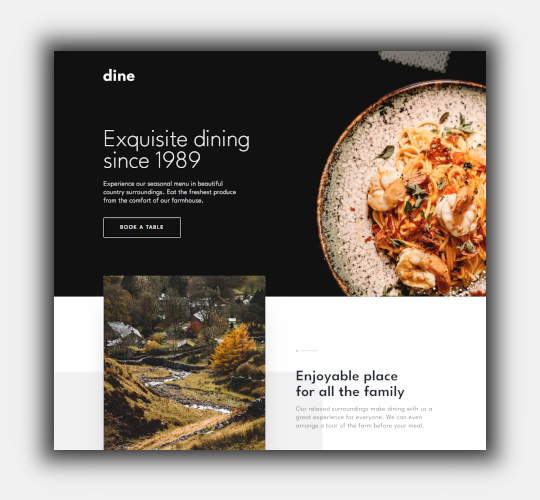 dine
Exquisite dining
since 1989
Experience our seasonal menu in beautiful
country surroundings. Eat the freshest produce
from the comfort of our farmhouse.
BOOK A TABLE
Enjoyable place
for all the family
Our relaxed surroundings make dining with us a
great experience for everyone. We can even
arrange a tour of the farm before your meal.